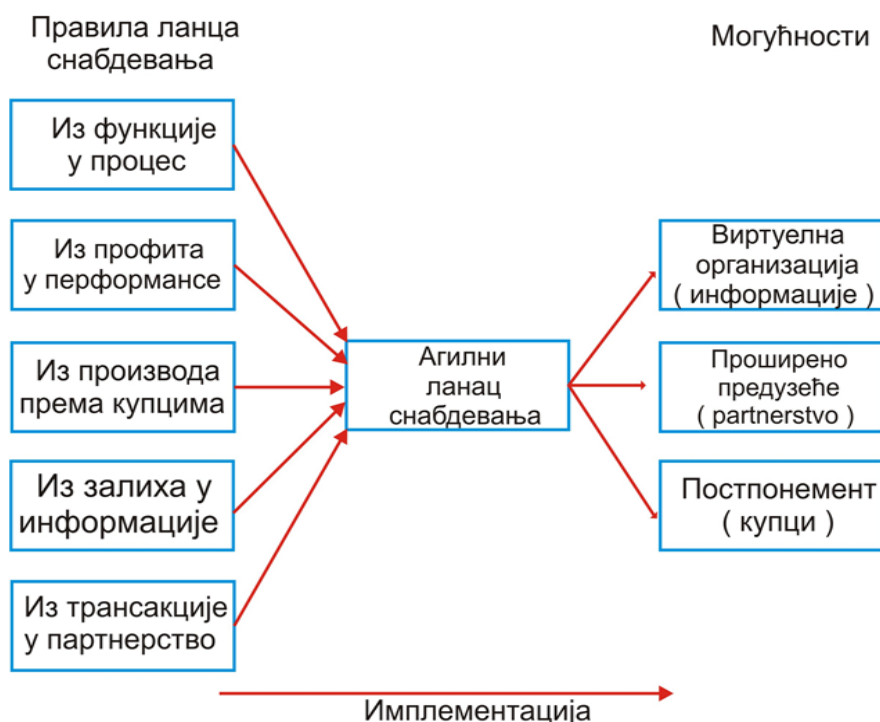 Правила ланца
снабдевања
Могућности
Из функције
у процес
Из профита
у перформансе
Из производа
према купцима
Из залиха у
информације
Из трансакције
у партнерство
Агилни
ланац
снабдевања
Виртуелна
организација
( информације )
Проширено
предузеће
( partnerstvo )
Постпонемент
( купци )
Имплементација